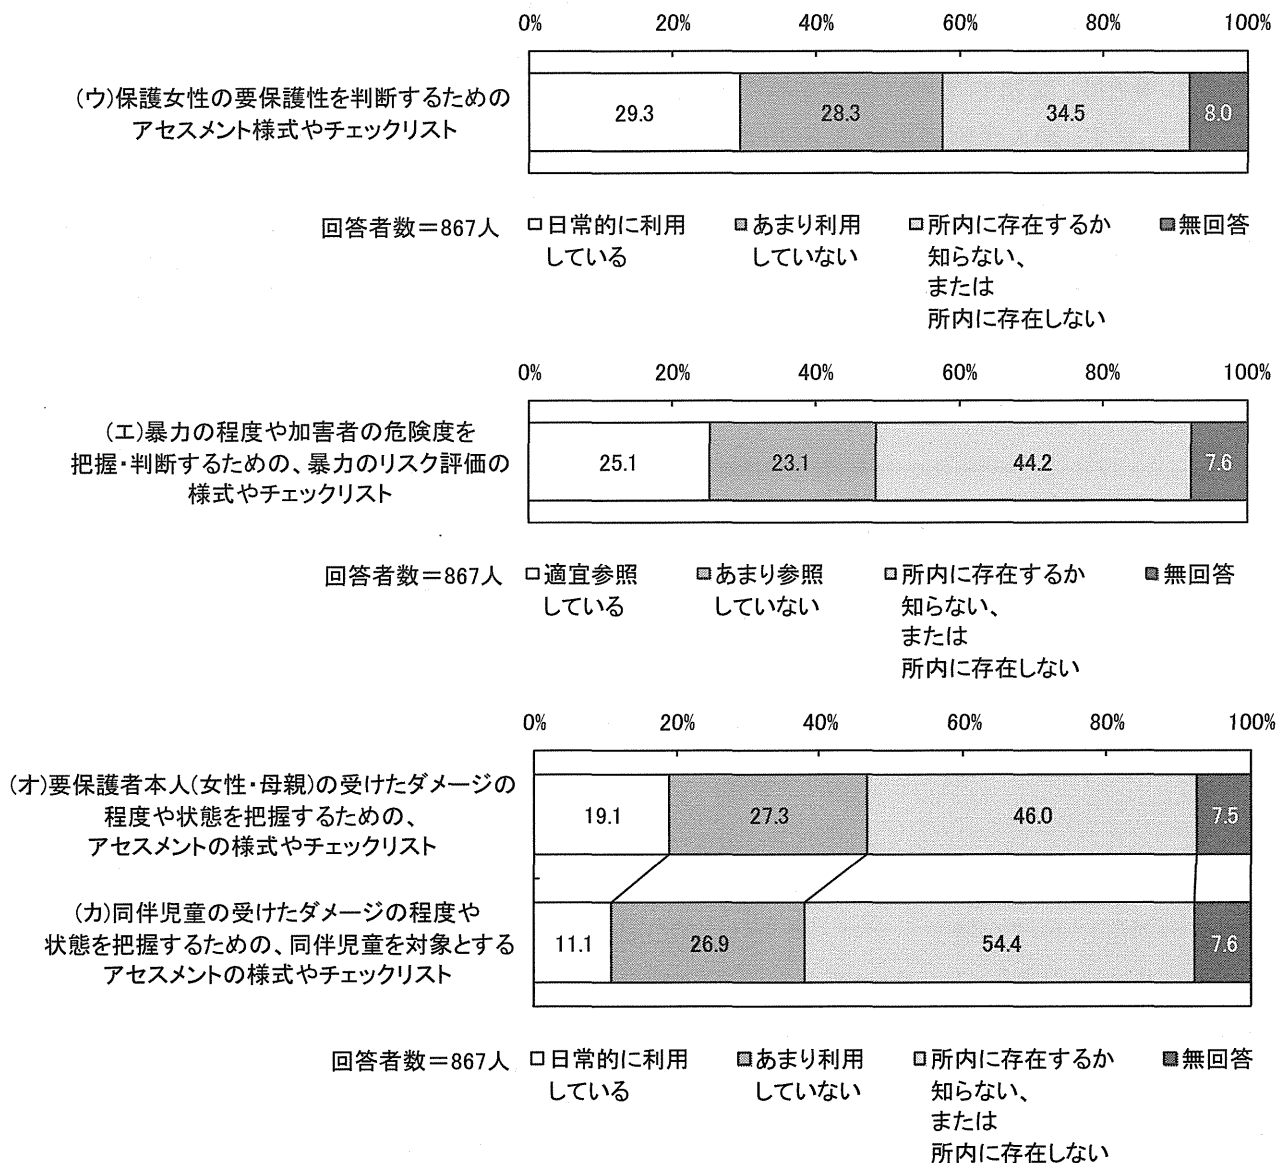 0% 20% 40% 60% 80% 100%
(ウ)保護女性の要保護性を判断するための
アセスメント様式やチェックリスト
29.3 28.3 34.5 8.0
回答者数=867人 □日常的に利用 ■あまり利用 □所内に存在するか ■無回答
している していない 知らない、
または
所内に存在しない
0% 20% 40% 60% 80% 100%
(エ)暴力の程度や加害者の危険度を
把握・判断するための、暴力のリスク評価の
様式やチェックリスト
25.1 23.1 44.2 7.6
回答者数=867人 □適宜参照 ■あまり参照 □所内に存在するか ■無回答
している していない 知らない、
または
所内に存在しない
0% 20% 40% 60% 80% 100%
(オ)要保護者本人(女性・母親)の受けたダメージの
程度や状態を把握するための、
アセスメントの様式やチェックリスト
19.1 27.3 46.0 7.5
(カ)同伴児童の受けたダメージの程度や
状態を把握するための、同伴児童を対象とする
アセスメントの様式やチェックリスト
11.1 26.9 54.4 7.6
回答者数=867人 □日常的に利用 ■あまり利用 □所内に存在するか ■無回答
している していない 知らない、
または
所内に存在しない